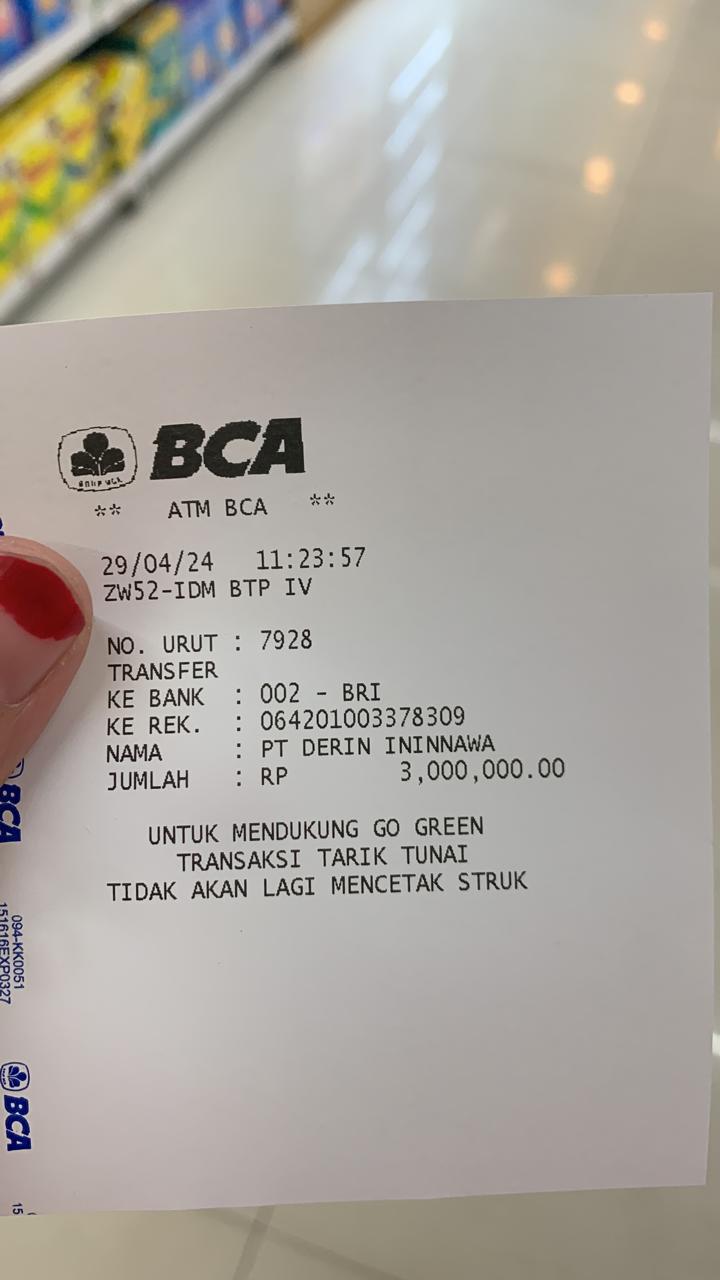 BCA
** ATM BCA **
29/04/24 11:23:57
ZW52-IDM BTP IV
NO. URUT : 7928
TRANSFER
KE BANK : 002 - BRI
KE REK. : 064201003378309
NAMA : PT DERIN ININNAWA
JUMLAH : RP 3,000,000.00
UNTUK MENDUKUNG GO GREEN
TRANSAKSI TARIK TUNAI
TIDAK AKAN LAGI MENCETAK STRUK
BCA
094-KK0051
151616EXP0327
BCA
15